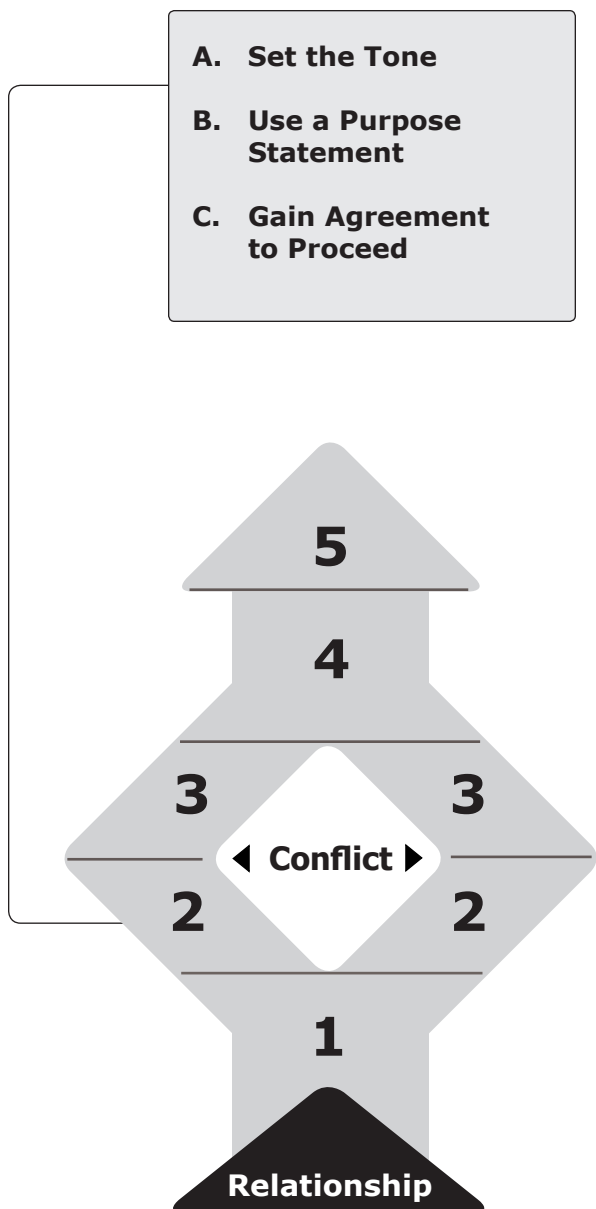 A. Set the Tone
B. Use a Purpose
Statement
C. Gain Agreement
to Proceed
5
4
3 3
Conflict
2 2
1
Relationship